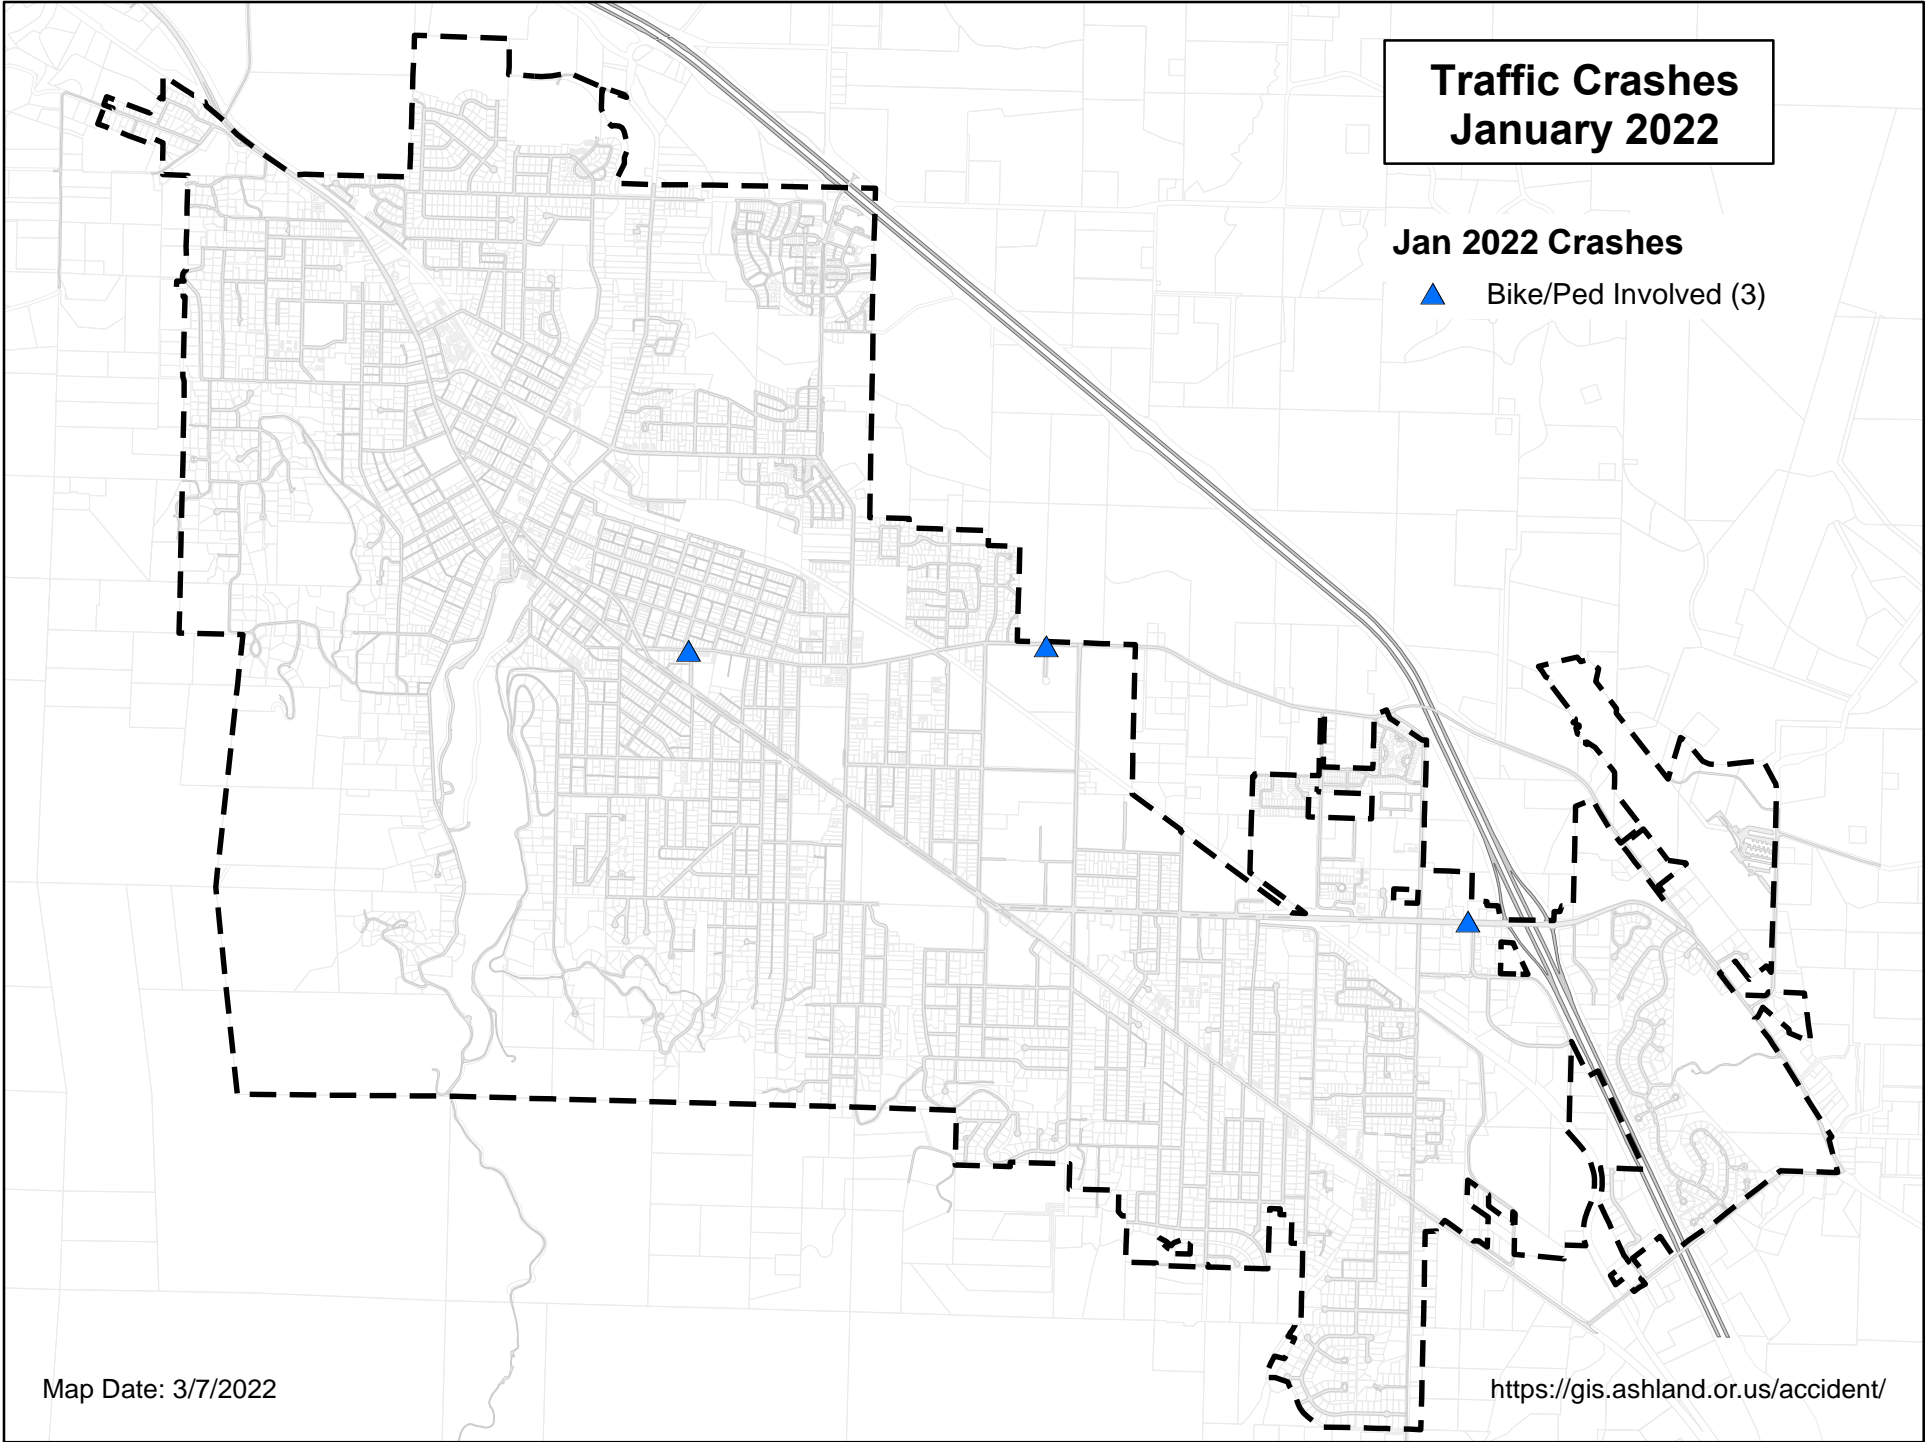 Traffic Crashes
January 2022
Jan 2022 Crashes
Bike/Ped Involved (3)
Map Date: 3/7/2022
https://gis.ashland.or.us/accident/